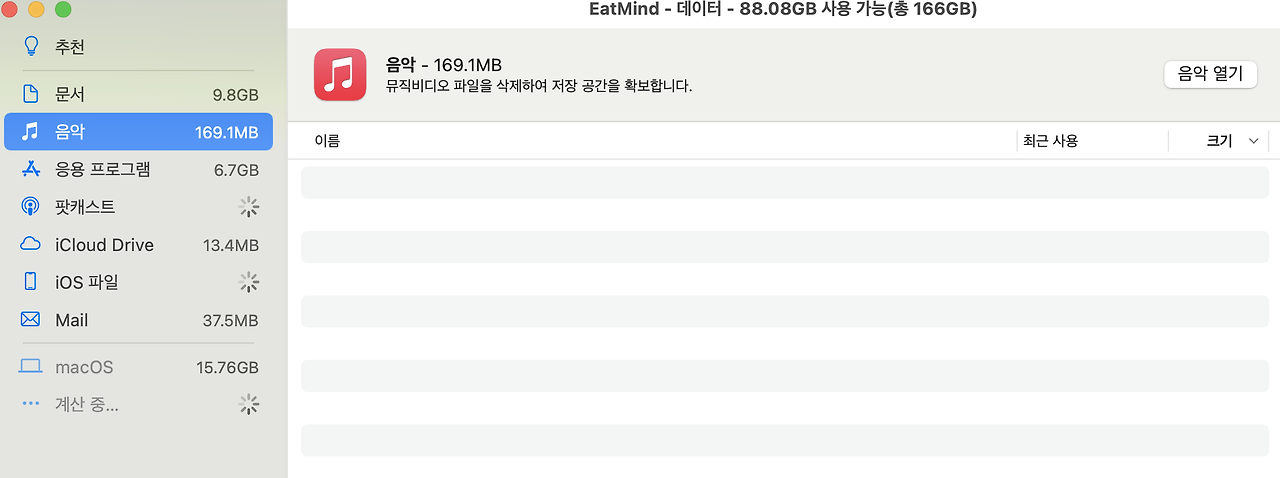 EatMind - 데이터 - 88.08GB 사용 가능(총 166GB)
추천
문서 9.8GB
음악 169.1MB
응용 프로그램 6.7GB
팟캐스트
iCloud Drive 13.4MB
iOS 파일
Mail 37.5MB
macOS 15.76GB
계산 중...
음악 - 169.1MB
뮤직비디오 파일을 삭제하여 저장 공간을 확보합니다.
음악 열기
이름 최근 사용 크기